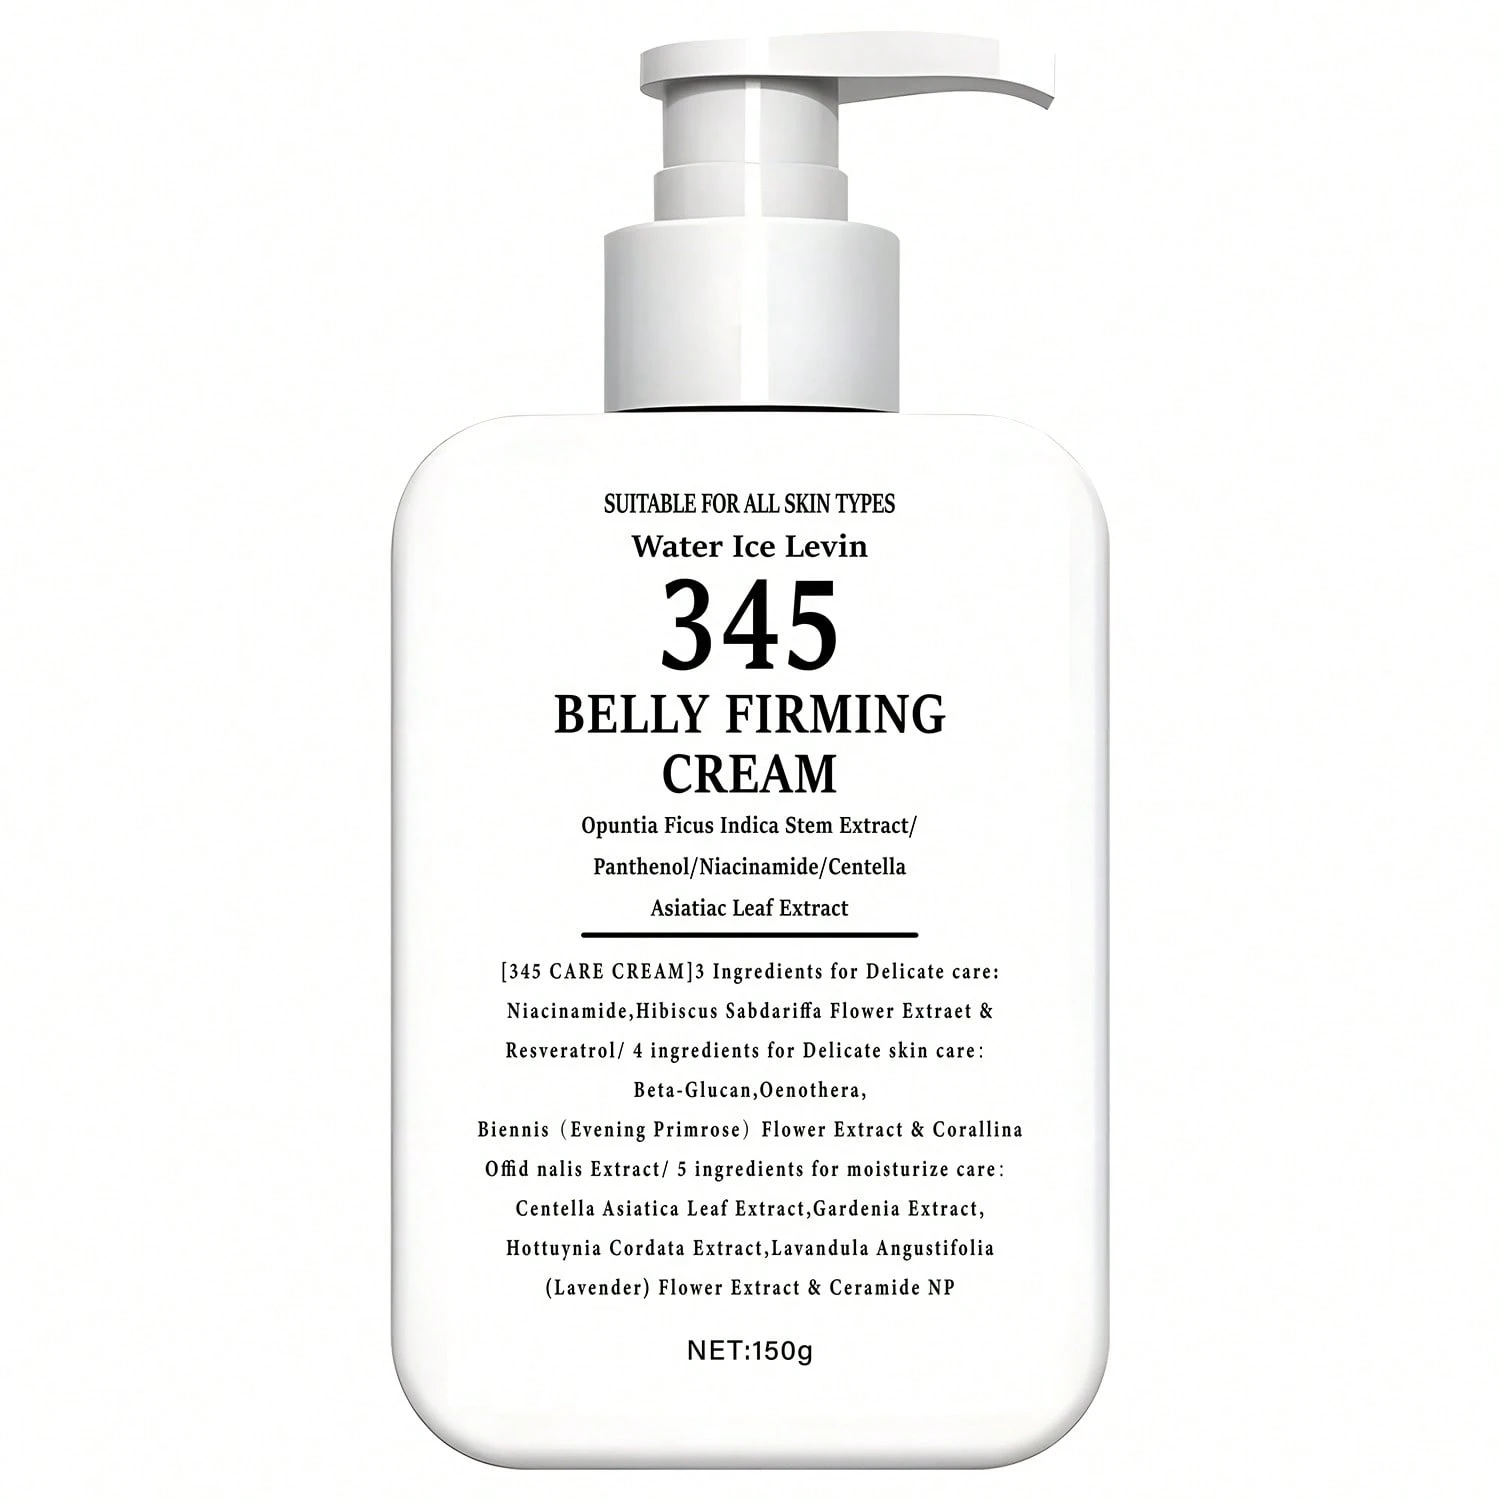 SUITABLE FOR ALL SKIN TYPES
Water Ice Levin
345
BELLY FIRMING
CREAM
Opuntia Ficus Indica Stem Extract/
Panthenol/Niacinamide/Centella
Asiatiac Leaf Extract
[345 CARE CREAM]3 Ingredients for Delicate care:
Niacinamide,Hibiscus Sabdariffa Flower Extraet &
Resveratrol/ 4 ingredients for Delicate skin care：
Beta-Glucan,Oenothera,
Biennis（Evening Primrose）Flower Extract & Corallina
Offid nalis Extract/ 5 ingredients for moisturize care：
Centella Asiatica Leaf Extract,Gardenia Extract,
Hottuynia Cordata Extract,Lavandula Angustifolia
(Lavender) Flower Extract & Ceramide NP
NET:150g